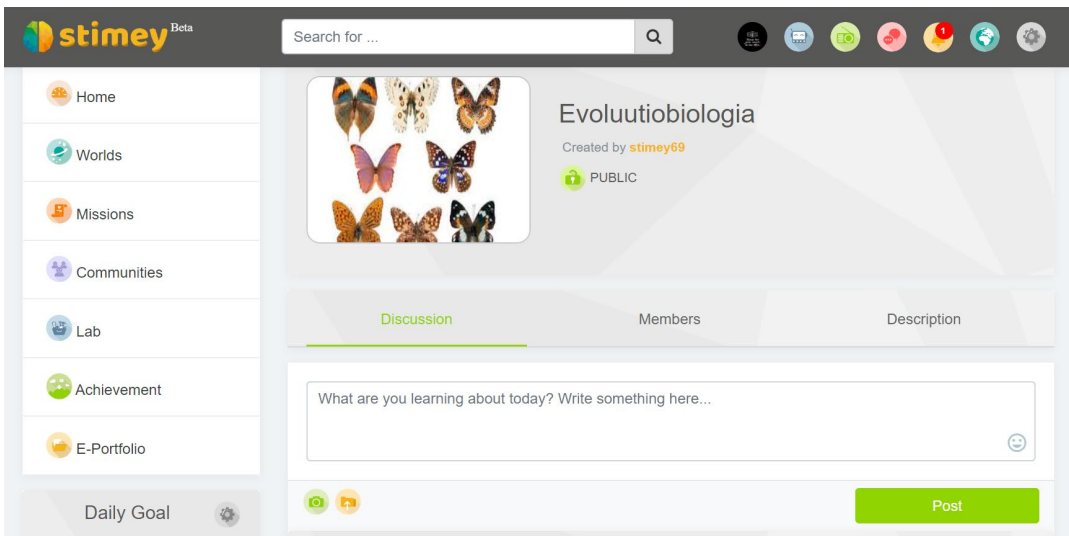 stimey Beta
Search for ...
1
Home
Worlds
Missions
Communities
Lab
Achievement
E-Portfolio
Daily Goal
Evoluutiobiologia
Created by stimey69
PUBLIC
Discussion Members Description
What are you learning about today? Write something here...
Post